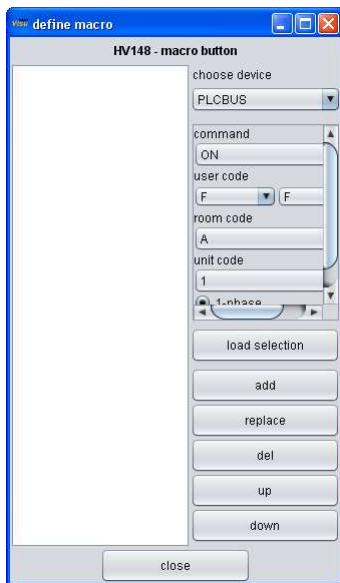 Visu define macro
HV148 - macro button
choose device
PLCBUS
command
ON
user code
F F
room code
A
unit code
1
1-phase
load selection
add
replace
del
up
down
close